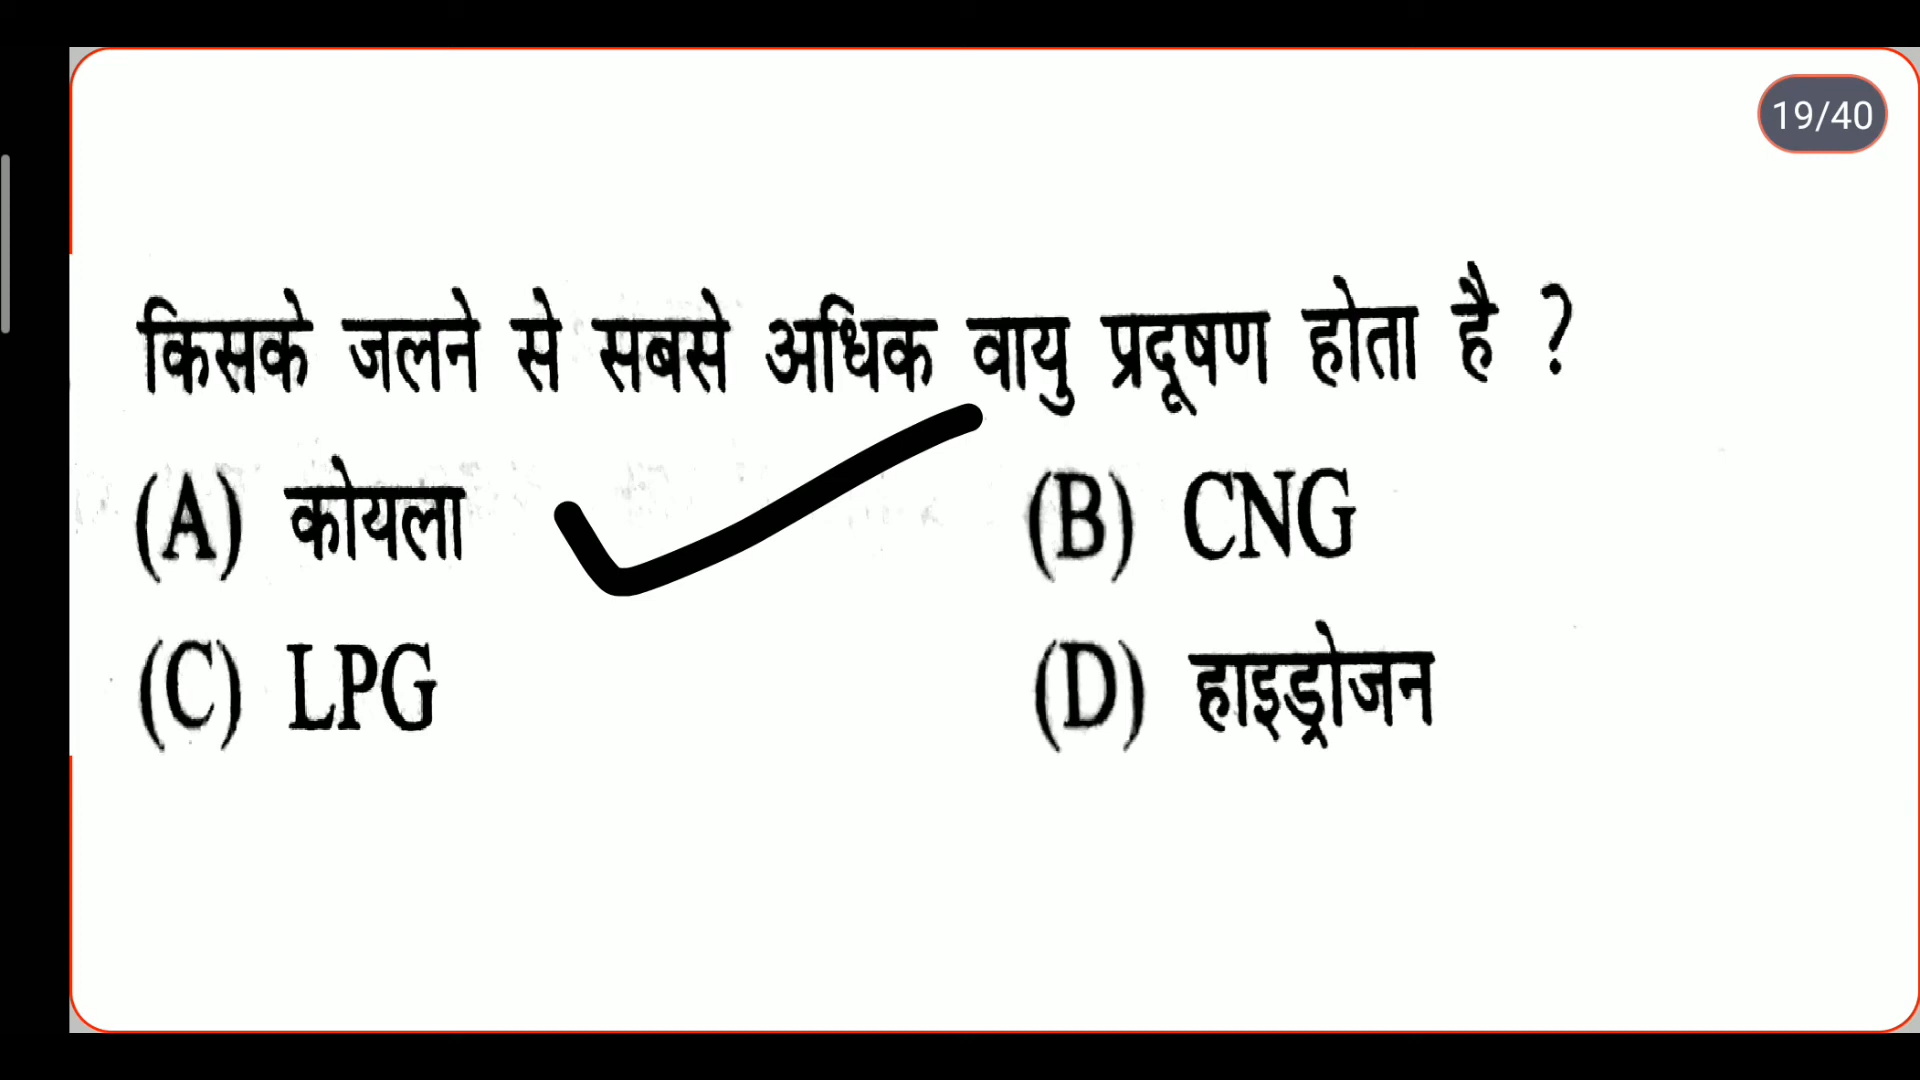 19/40
किसके जलने से सबसे अधिक वायु प्रदूषण होता है ?
(A) कोयला (B) CNG
(C) LPG (D) हाइड्रोजन